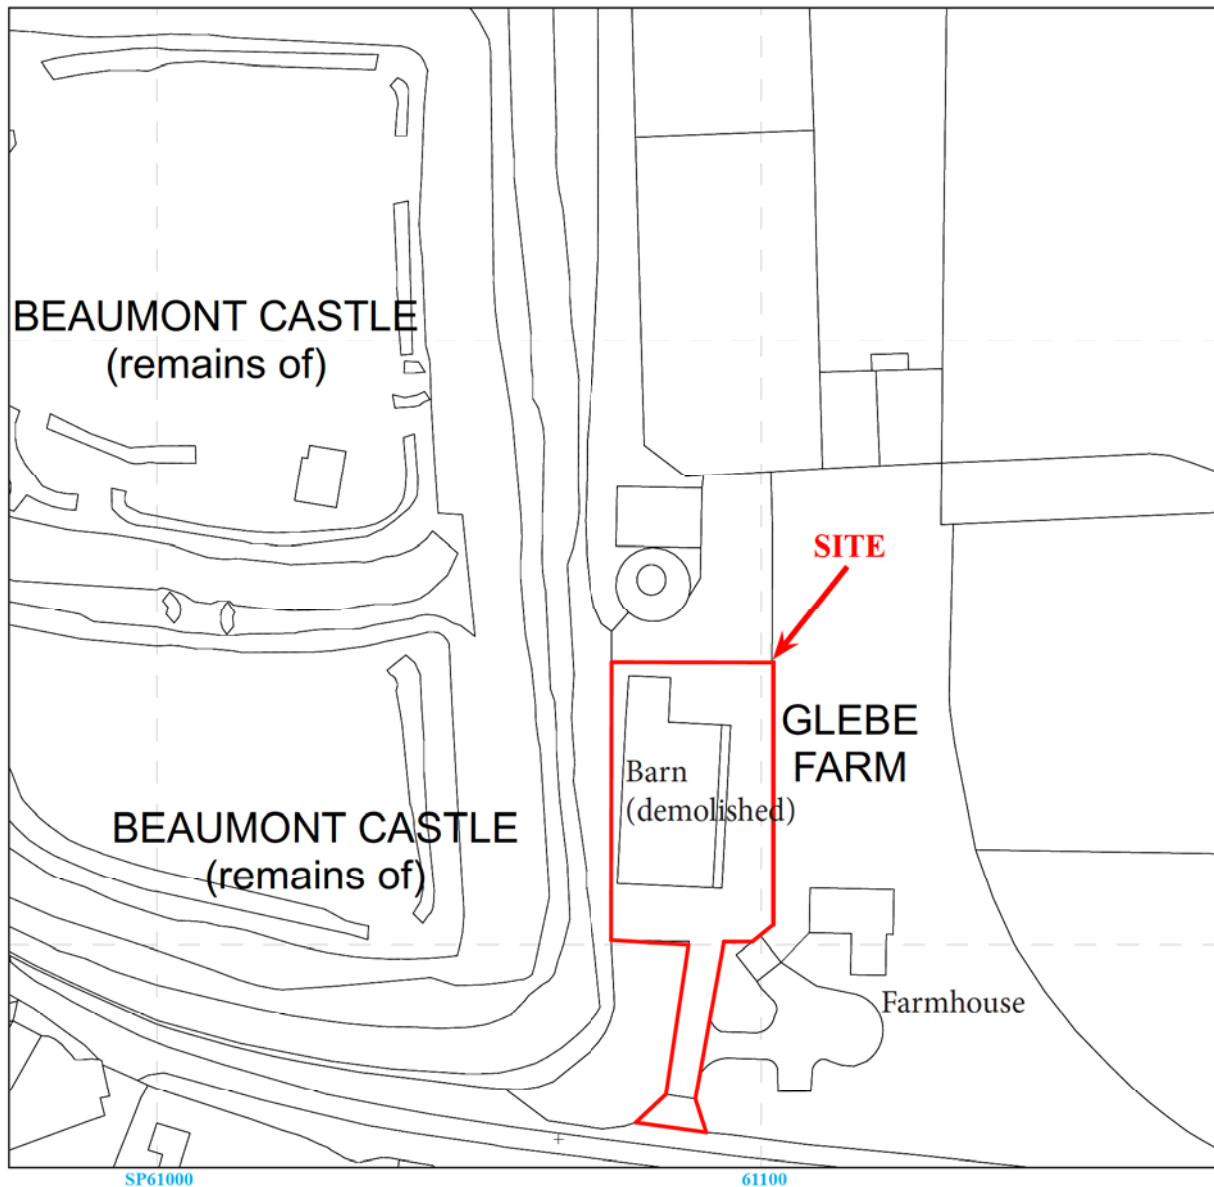 BEAUMONT CASTLE
(remains of)
SITE
GLEBE
FARM
Barn
(demolished)
BEAUMONT CASTLE
(remains of)
Farmhouse
SP61000
61100